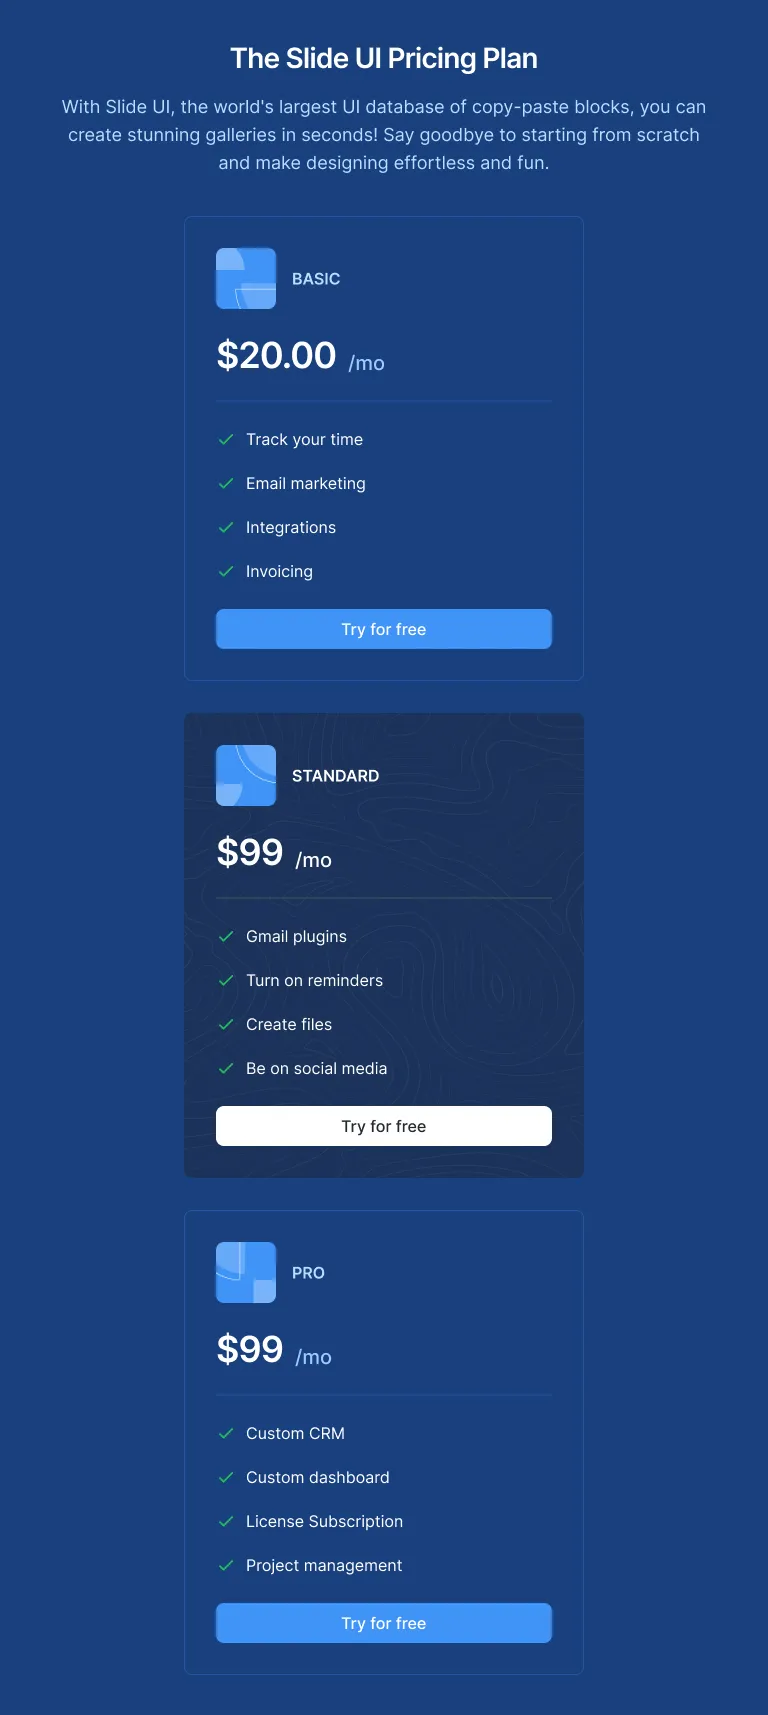 The Slide UI Pricing Plan
With Slide UI, the world's largest UI database of copy-paste blocks, you can
create stunning galleries in seconds! Say goodbye to starting from scratch
and make designing effortless and fun.
BASIC
$20.00 /mo
Track your time
Email marketing
Integrations
Invoicing
Try for free
STANDARD
$99 /mo
Gmail plugins
Turn on reminders
Create files
Be on social media
Try for free
PRO
$99 /mo
Custom CRM
Custom dashboard
License Subscription
Project management
Try for free